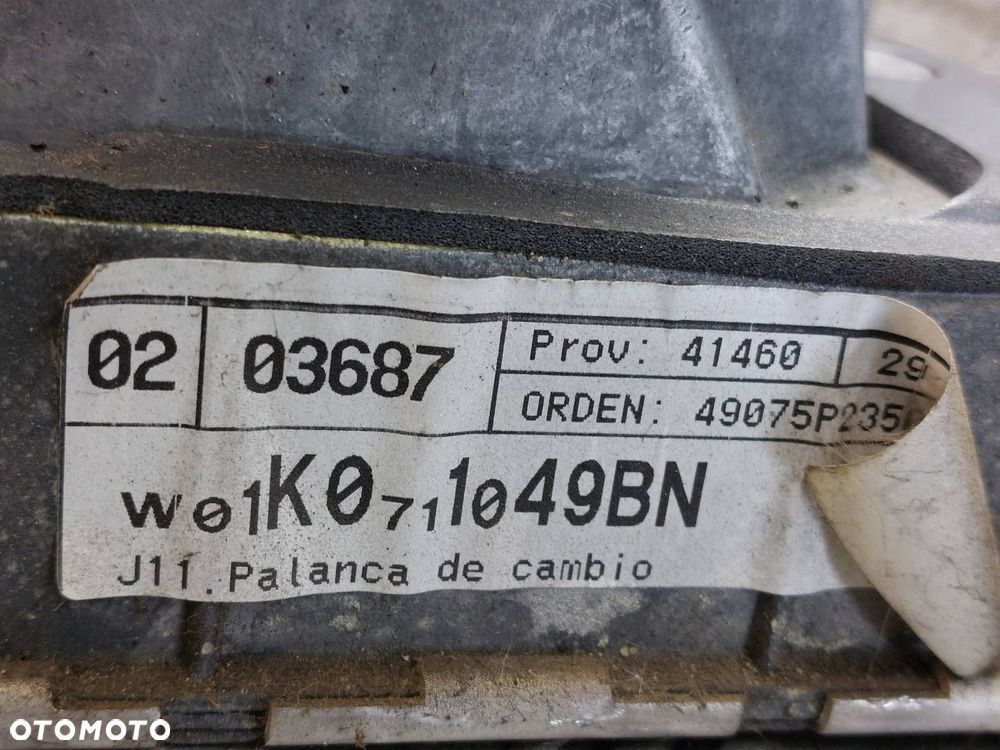 02 03687 Prov: 41460 29
ORDEN: 49075P235
W01K0711049BN
J11.Palanca de cambio
OTOMOTO